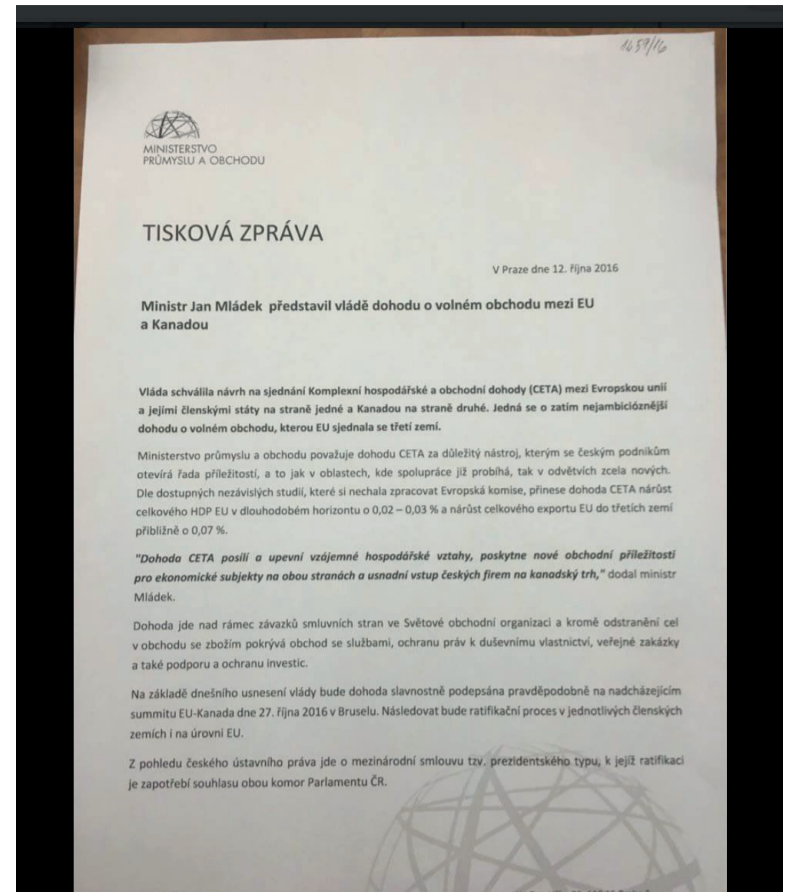 1659/16
MINISTERSTVO
PRŮMYSLU A OBCHODU
TISKOVÁ ZPRÁVA
V Praze dne 12. října 2016
Ministr Jan Mládek představil vládě dohodu o volném obchodu mezi EU
a Kanadou
Vláda schválila návrh na sjednání Komplexní hospodářské a obchodní dohody (CETA) mezi Evropskou unií
a jejími členskými státy na straně jedné a Kanadou na straně druhé. Jedná se o zatím nejambicióznější
dohodu o volném obchodu, kterou EU sjednala se třetí zemí.
Ministerstvo průmyslu a obchodu považuje dohodu CETA za důležitý nástroj, kterým se českým podnikům
otevírá řada příležitostí, a to jak v oblastech, kde spolupráce již probíhá, tak v odvětvích zcela nových.
Dle dostupných nezávislých studií, které si nechala zpracovat Evropská komise, přinese dohoda CETA nárůst
celkového HDP EU v dlouhodobém horizontu o 0,02 – 0,03 % a nárůst celkového exportu EU do třetích zemí
přibližně o 0,07 %.
"Dohoda CETA posílí a upevní vzájemné hospodářské vztahy, poskytne nové obchodní příležitosti
pro ekonomické subjekty na obou stranách a usnadní vstup českých firem na kanadský trh," dodal ministr
Mládek.
Dohoda jde nad rámec závazků smluvních stran ve Světové obchodní organizaci a kromě odstranění cel
v obchodu se zbožím pokrývá obchod se službami, ochranu práv k duševnímu vlastnictví, veřejné zakázky
a také podporu a ochranu investic.
Na základě dnešního usnesení vlády bude dohoda slavnostně podepsána pravděpodobně na nadcházejícím
summitu EU-Kanada dne 27. října 2016 v Bruselu. Následovat bude ratifikační proces v jednotlivých členských
zemích i na úrovni EU.
Z pohledu českého ústavního práva jde o mezinárodní smlouvu tzv. prezidentského typu, k jejíž ratifikaci
je zapotřebí souhlasu obou komor Parlamentu ČR.